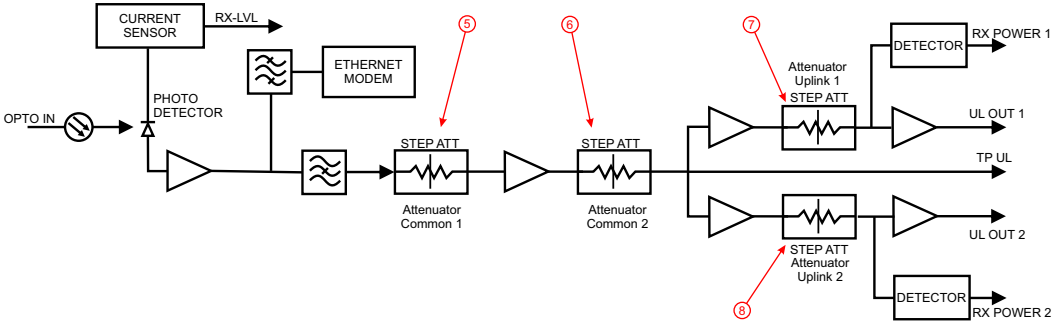 CURRENT
SENSOR
RX-LVL
5
6
7
RX POWER 1
DETECTOR
ETHERNET
MODEM
Attenuator
Uplink 1
STEP ATT
PHOTO
DETECTOR
OPTO IN
UL OUT 1
STEP ATT
STEP ATT
TP UL
Attenuator
Common 1
Attenuator
Common 2
UL OUT 2
STEP ATT
Attenuator
Uplink 2
8
DETECTOR
RX POWER 2